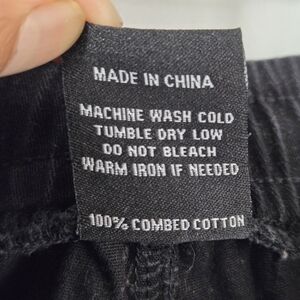 MADE IN CHINA
MACHINE WASH COLD
TUMBLE DRY LOW
DO NOT BLEACH
WARM IRON IF NEEDED
100% COMBED COTTON